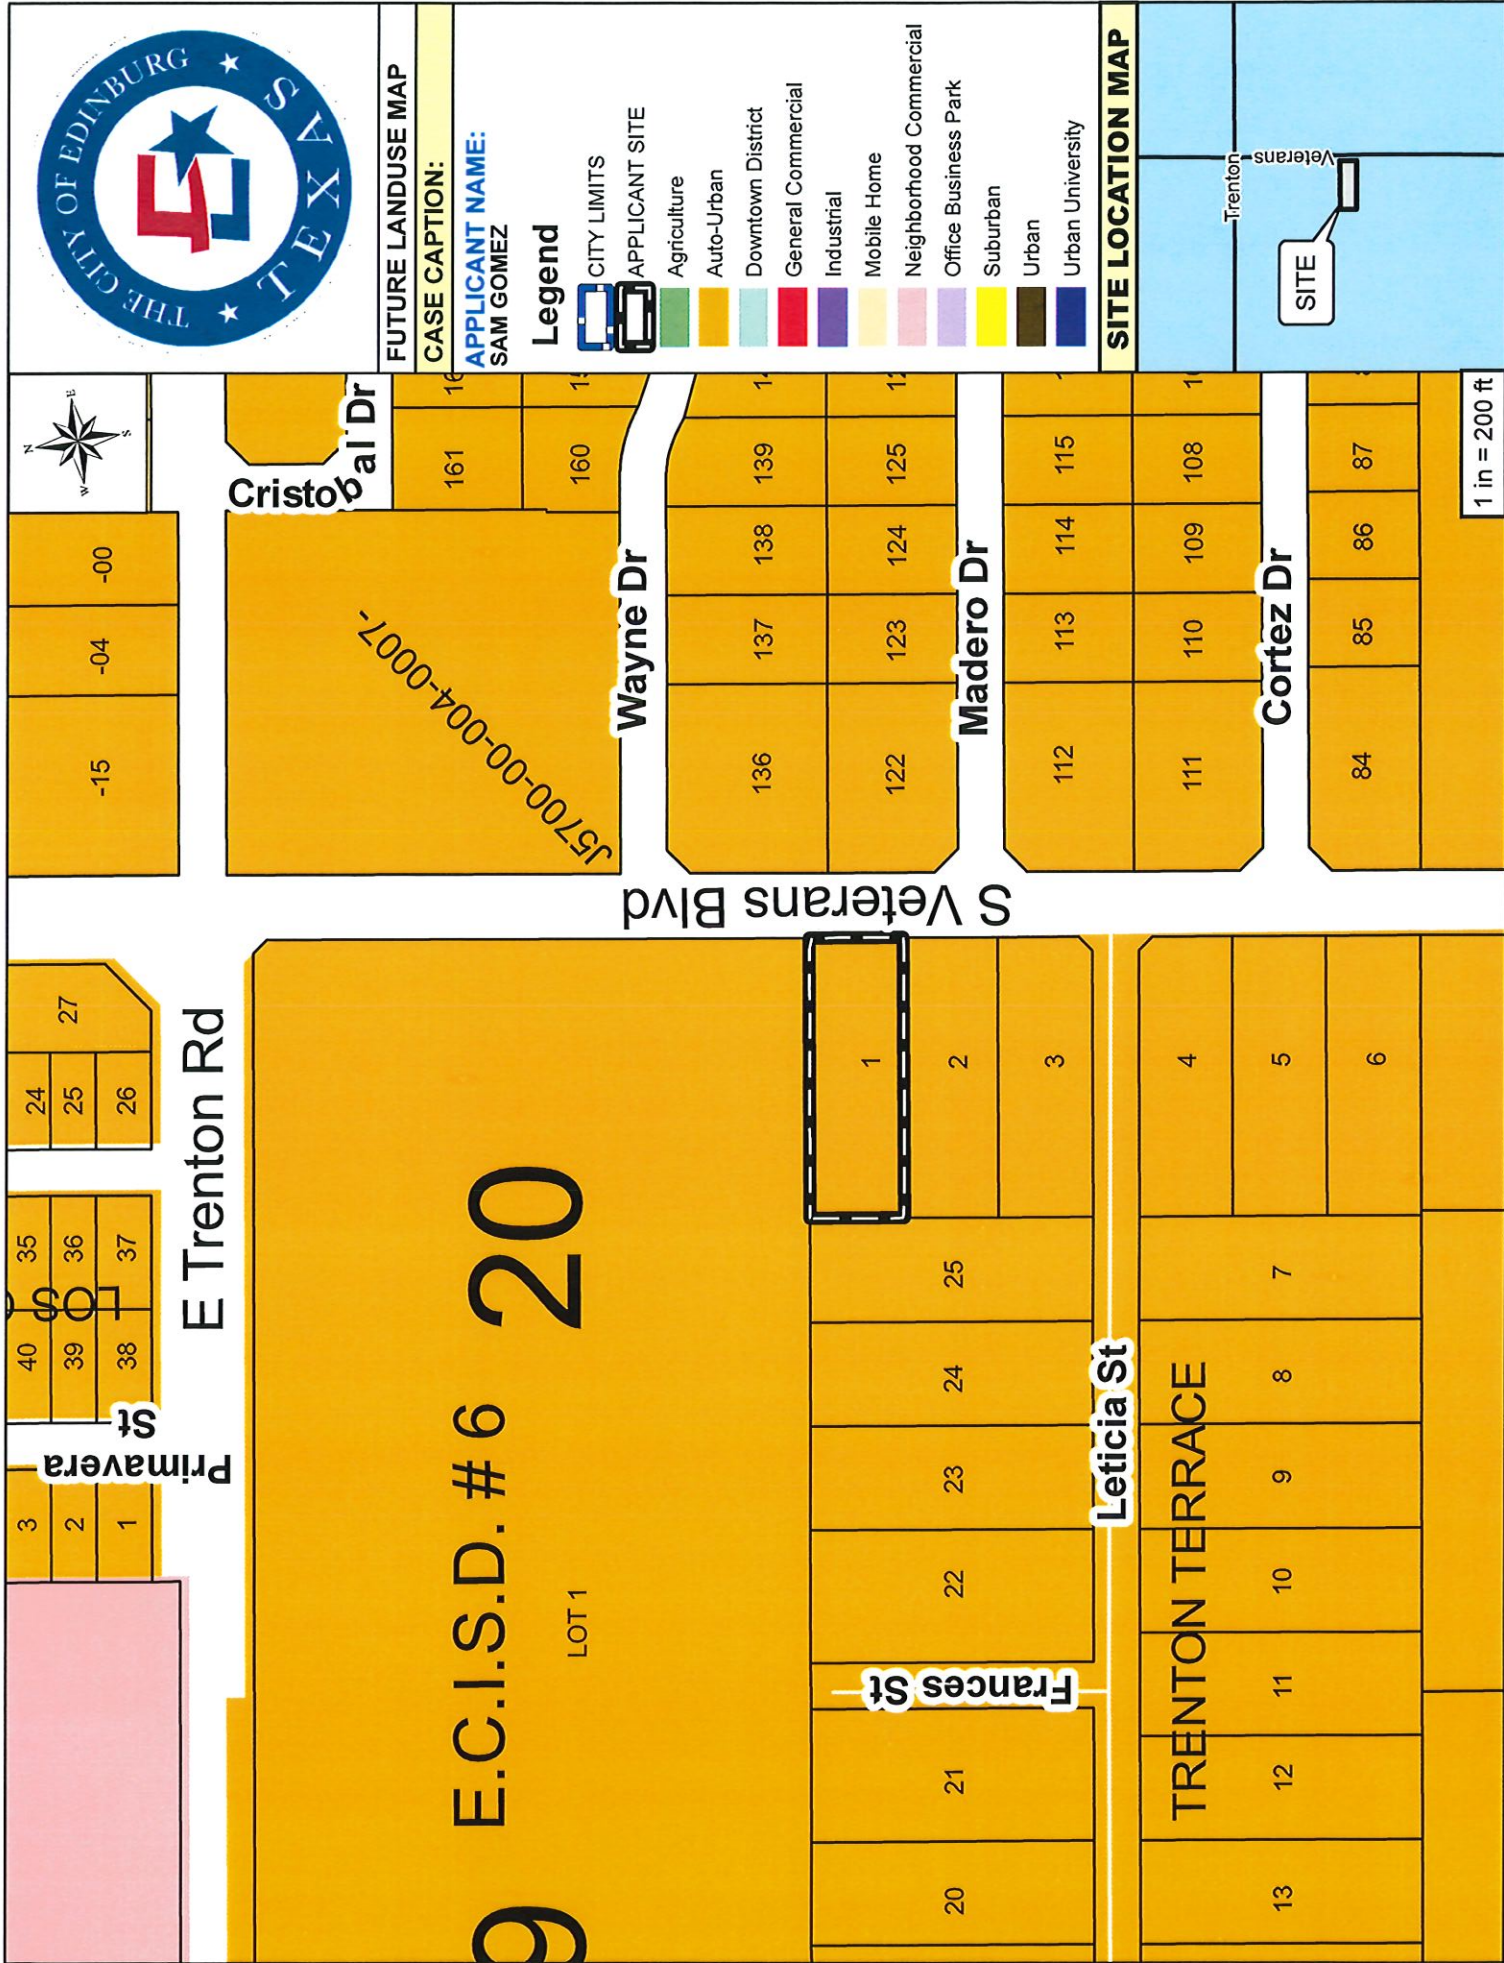 THE CITY OF EDINBURG
TEXAS
FUTURE LANDUSE MAP
CASE CAPTION:
APPLICANT NAME:
SAM GOMEZ
Legend
CITY LIMITS
APPLICANT SITE
Agriculture
Auto-Urban
Downtown District
General Commercial
Industrial
Mobile Home
Neighborhood Commercial
Office Business Park
Suburban
Urban
Urban University
SITE LOCATION MAP
Trenton
Veterans
SITE
N
E
S
W
1 in = 200 ft
3
2
1
Primavera
St
40
39
38
35
36
37
LOS
24
25
26
27
-15
-04
-00
E Trenton Rd
Cristobal Dr
161
160
J5700-00-004-0007-
Wayne Dr
136
137
138
139
122
123
124
125
Madero Dr
112
113
114
115
111
110
109
108
Cortez Dr
84
85
86
87
S Veterans Blvd
E.C.I.S.D. # 6
20
LOT 1
9
1
2
3
4
5
6
20
21
22
23
24
25
Frances St
Leticia St
TRENTON TERRACE
13
12
11
10
9
8
7